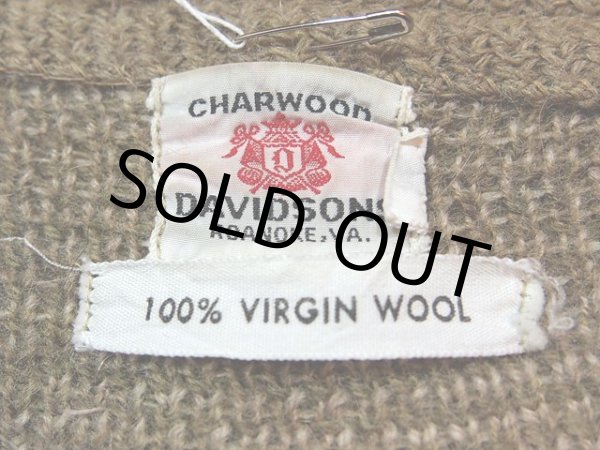 CHARWOOD
D
DAVIDSONS
ROANOKE, VA.
SOLD OUT
100% VIRGIN WOOL